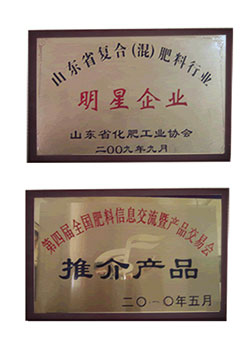 山东省复合(混)肥料行业
明星企业
山东省化肥工业协会
二00九年九月
第四届全国肥料信息交流暨产品交易会
推介产品
二〇一〇年五月